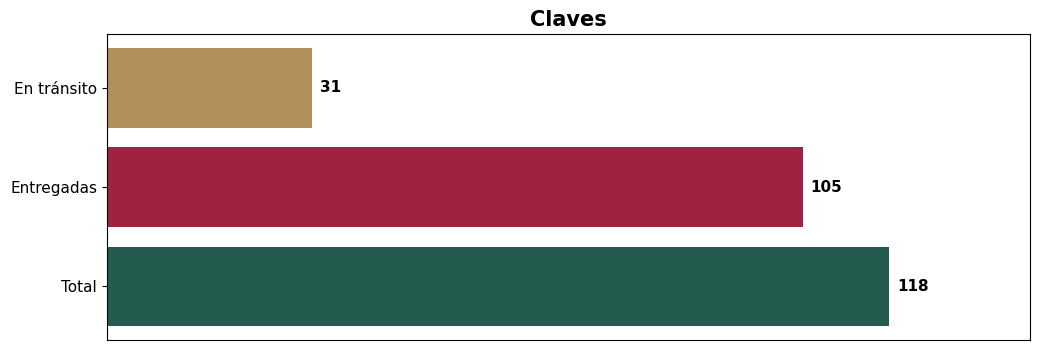 Claves
En tránsito 31
Entregadas 105
Total 118